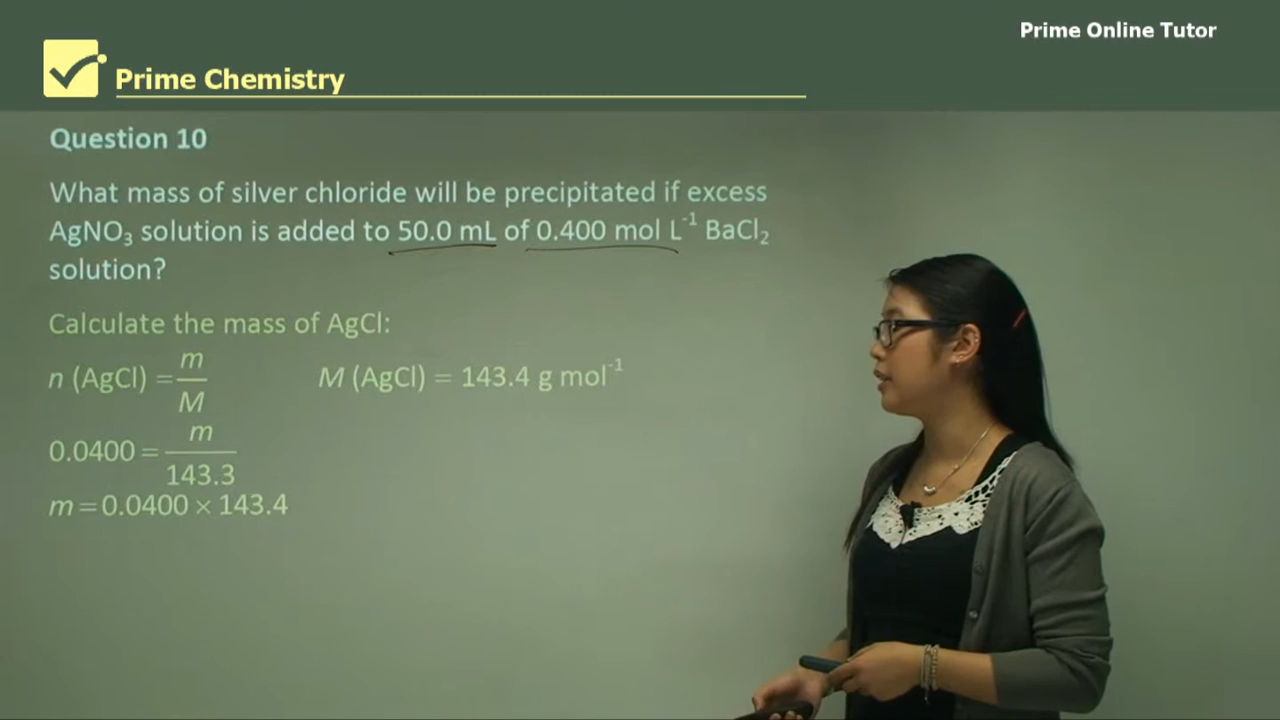 Prime Online Tutor
Prime Chemistry
Question 10
What mass of silver chloride will be precipitated if excess
AgNO₃ solution is added to 50.0 mL of 0.400 mol L⁻¹ BaCl₂
solution?
Calculate the mass of AgCl:
n (AgCl) = m/M    M (AgCl) = 143.4 g mol⁻¹
0.0400 = m/143.3
m = 0.0400 × 143.4